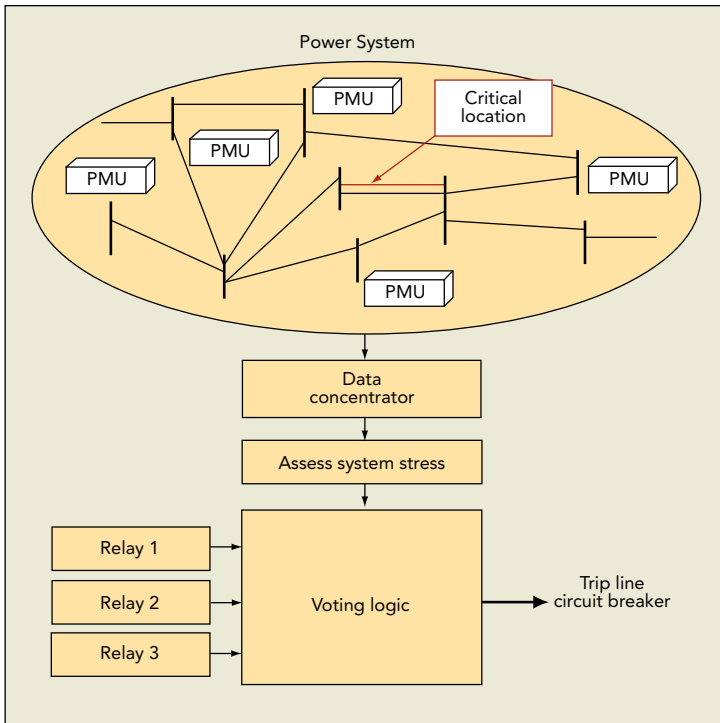 Power System
PMU
Critical
location
PMU
PMU
PMU
PMU
Data
concentrator
Assess system stress
Relay 1
Relay 2
Relay 3
Voting logic
Trip line
circuit breaker